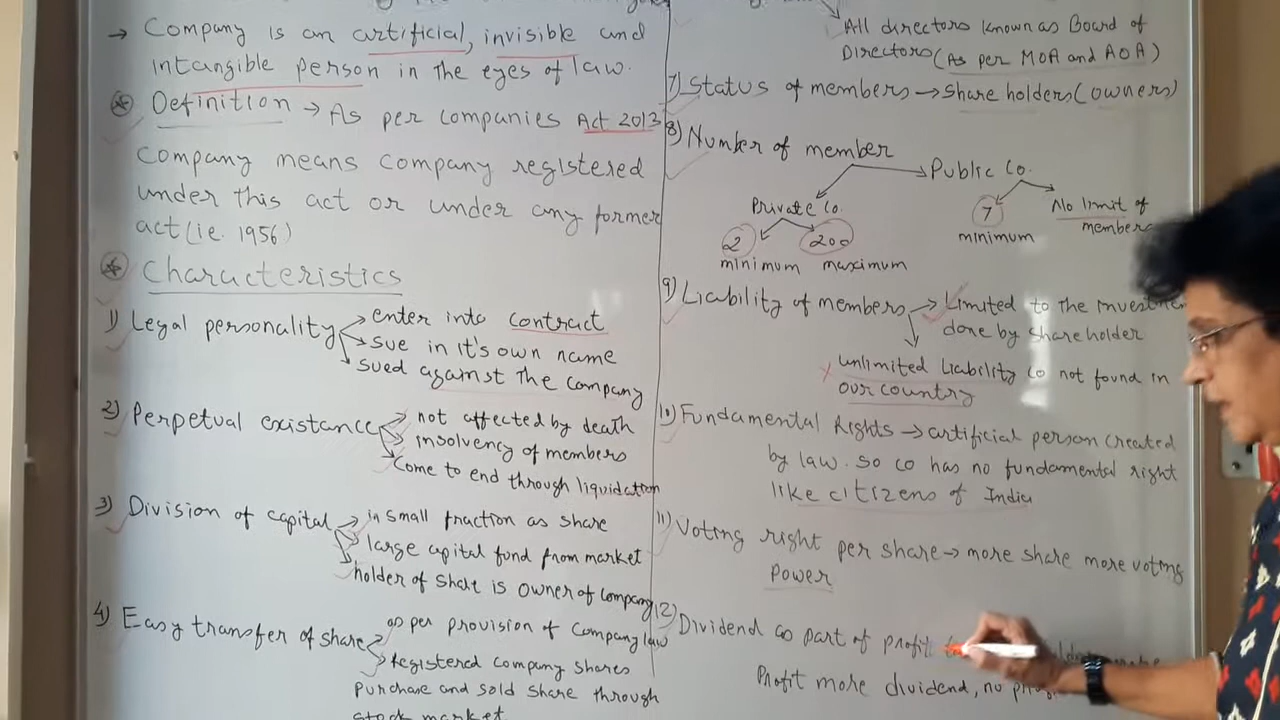 → Company is an artificial, invisible and
intangible person in the eyes of law.
Definition → As per companies Act 2013
Company means company registered
under this act or under any former
act (ie. 1956)
Characteristics
1) Legal personality → enter into contract
→ sue in it's own name
→ sued against the company
2) Perpetual existance → not affected by death
→ insolvency of members
→ Come to end through liquidation
3) Division of capital → in small fraction as share
→ large capital fund from market
→ holder of share is owner of company
4) Easy transfer of share → as per provision of Company law
→ Registered company shares
purchase and sold share through
stock market
All directors known as Board of
Directors (As per MOA and AOA)
7) Status of members → Share holders (owners)
8) Number of member
Private Co. → Public Co.
2 200 7 No limit of
minimum maximum minimum member
9) Liability of members → Limited to the
done by shareholder
unlimited Liability co not found in
our country
10) Fundamental Rights → artificial person created
by law. So co has no fundamental right
like citizens of India
11) Voting right per share → more share more voting
Power
12) Dividend as part of profit
Profit more dividend, no